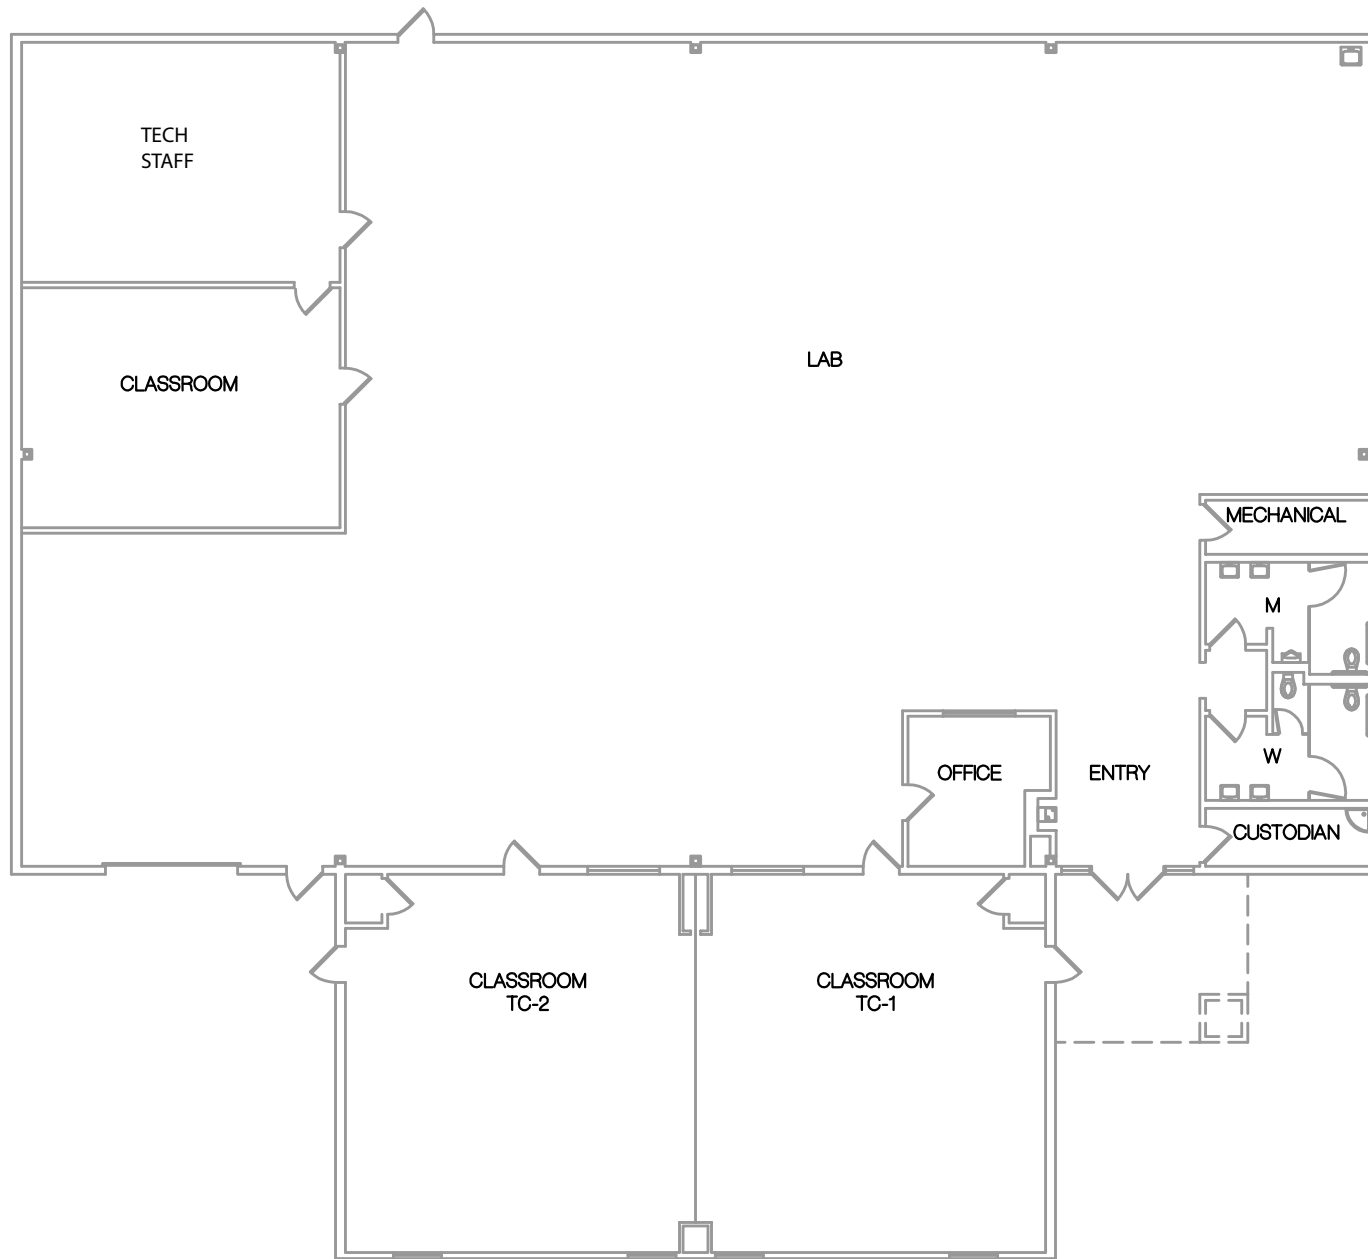 TECH
STAFF
LAB
CLASSROOM
MECHANICAL
M
W
OFFICE
ENTRY
CUSTODIAN
CLASSROOM
TC-2
CLASSROOM
TC-1